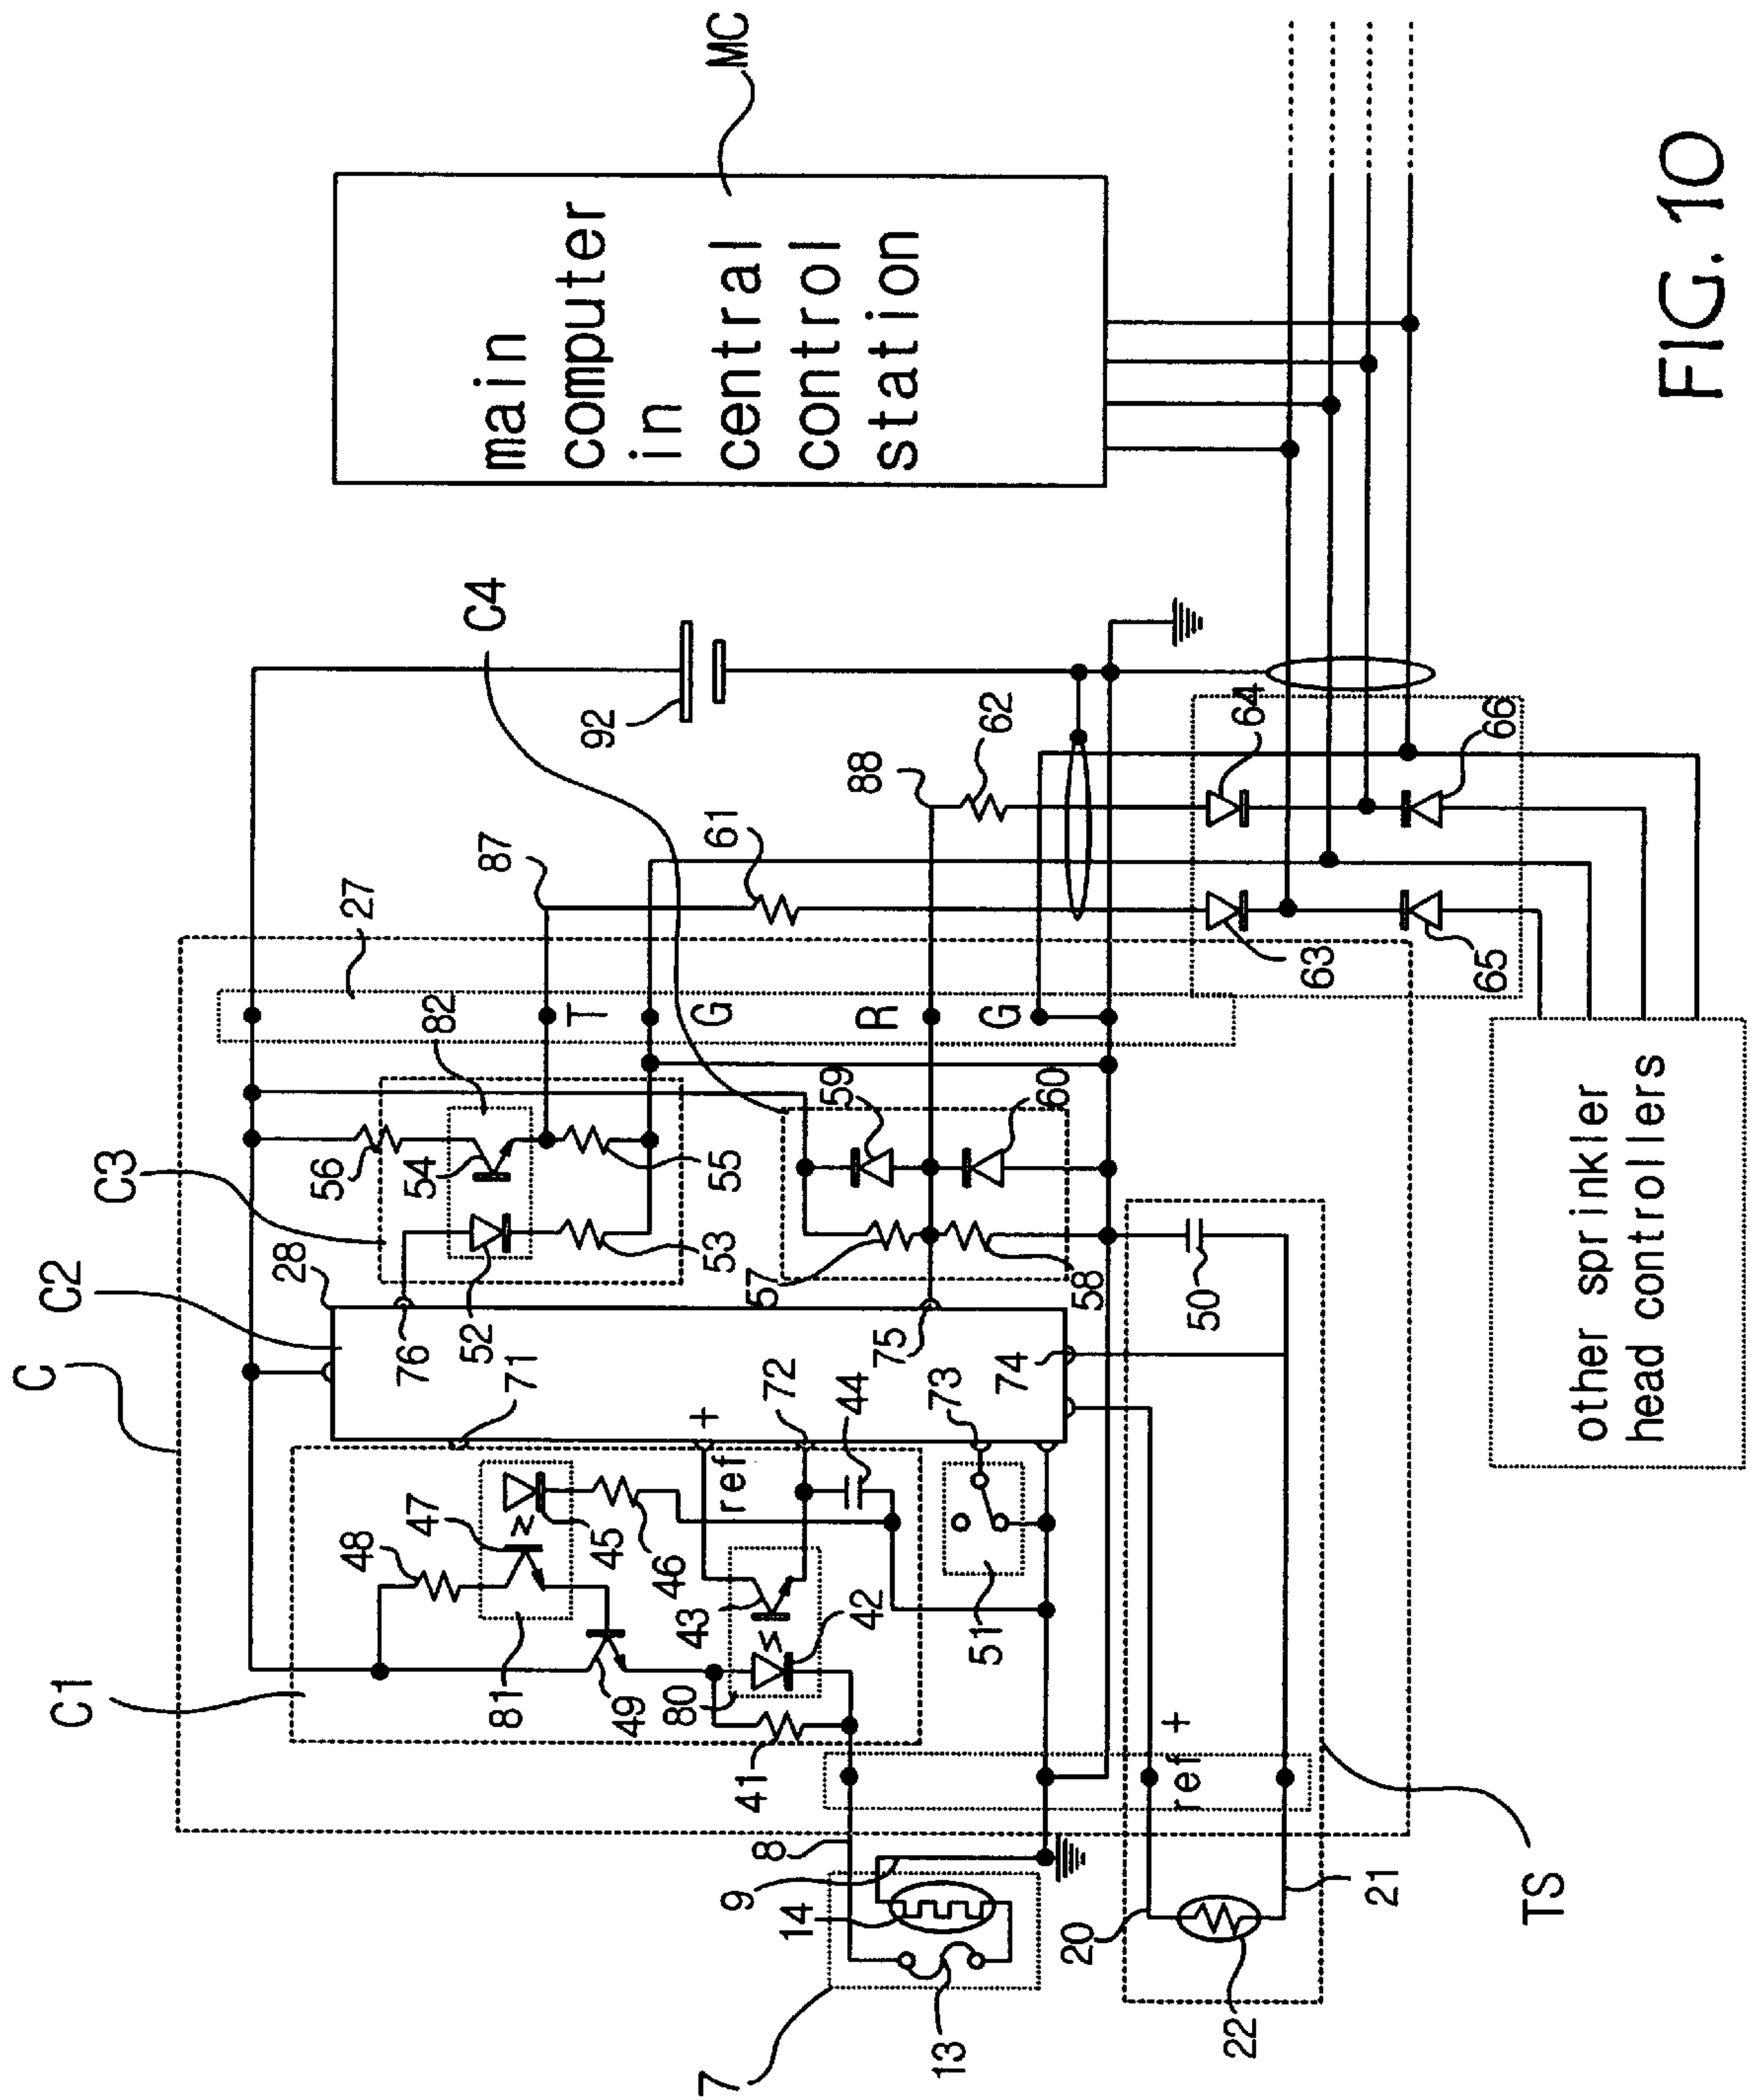 main
computer
in
central
control
station
MC
C4
92
62
64
66
88
61
87
27
63
65
82
T
G
R
G
C3
56
54
55
59
60
C2
28
53
57
58
50
C
76
52
71
75
74
72
+
ref
44
73
47
48
45
46
43
42
51
C1
81
49
80
41
ref +
8
9
14
20
21
TS
13
22
7
other sprinkler
head controllers
FIG. 10